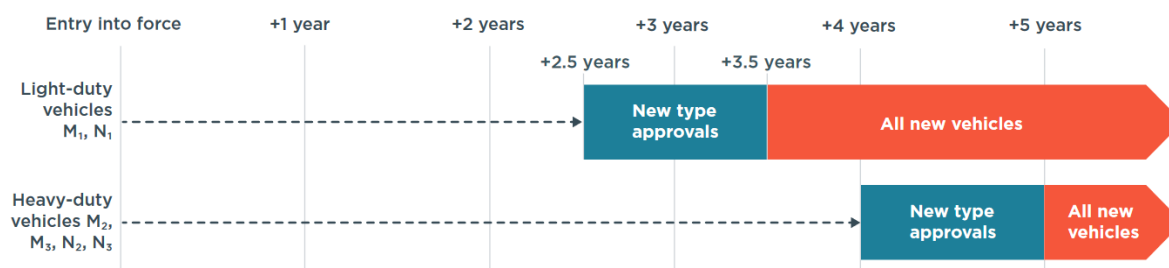 Entry into force +1 year +2 years +3 years +4 years +5 years
+2.5 years +3.5 years
Light-duty
vehicles
M₁, N₁
New type
approvals
All new vehicles
Heavy-duty
vehicles M₂,
M₃, N₂, N₃
New type
approvals
All new
vehicles